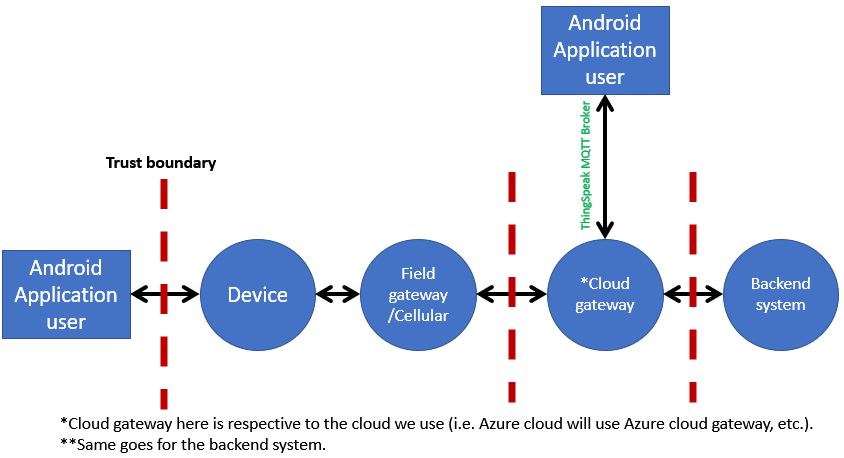 Android
Application
user
ThingSpeak MQTT Broker
Trust boundary
Android
Application
user
Device
Field
gateway
/Cellular
*Cloud
gateway
Backend
system
*Cloud gateway here is respective to the cloud we use (i.e. Azure cloud will use Azure cloud gateway, etc.).
**Same goes for the backend system.